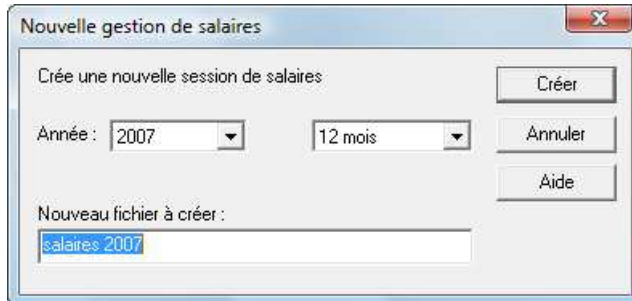 Nouvelle gestion de salaires
Crée une nouvelle session de salaires
Créer
Année : 2007 12 mois
Annuler
Aide
Nouveau fichier à créer :
salaires 2007